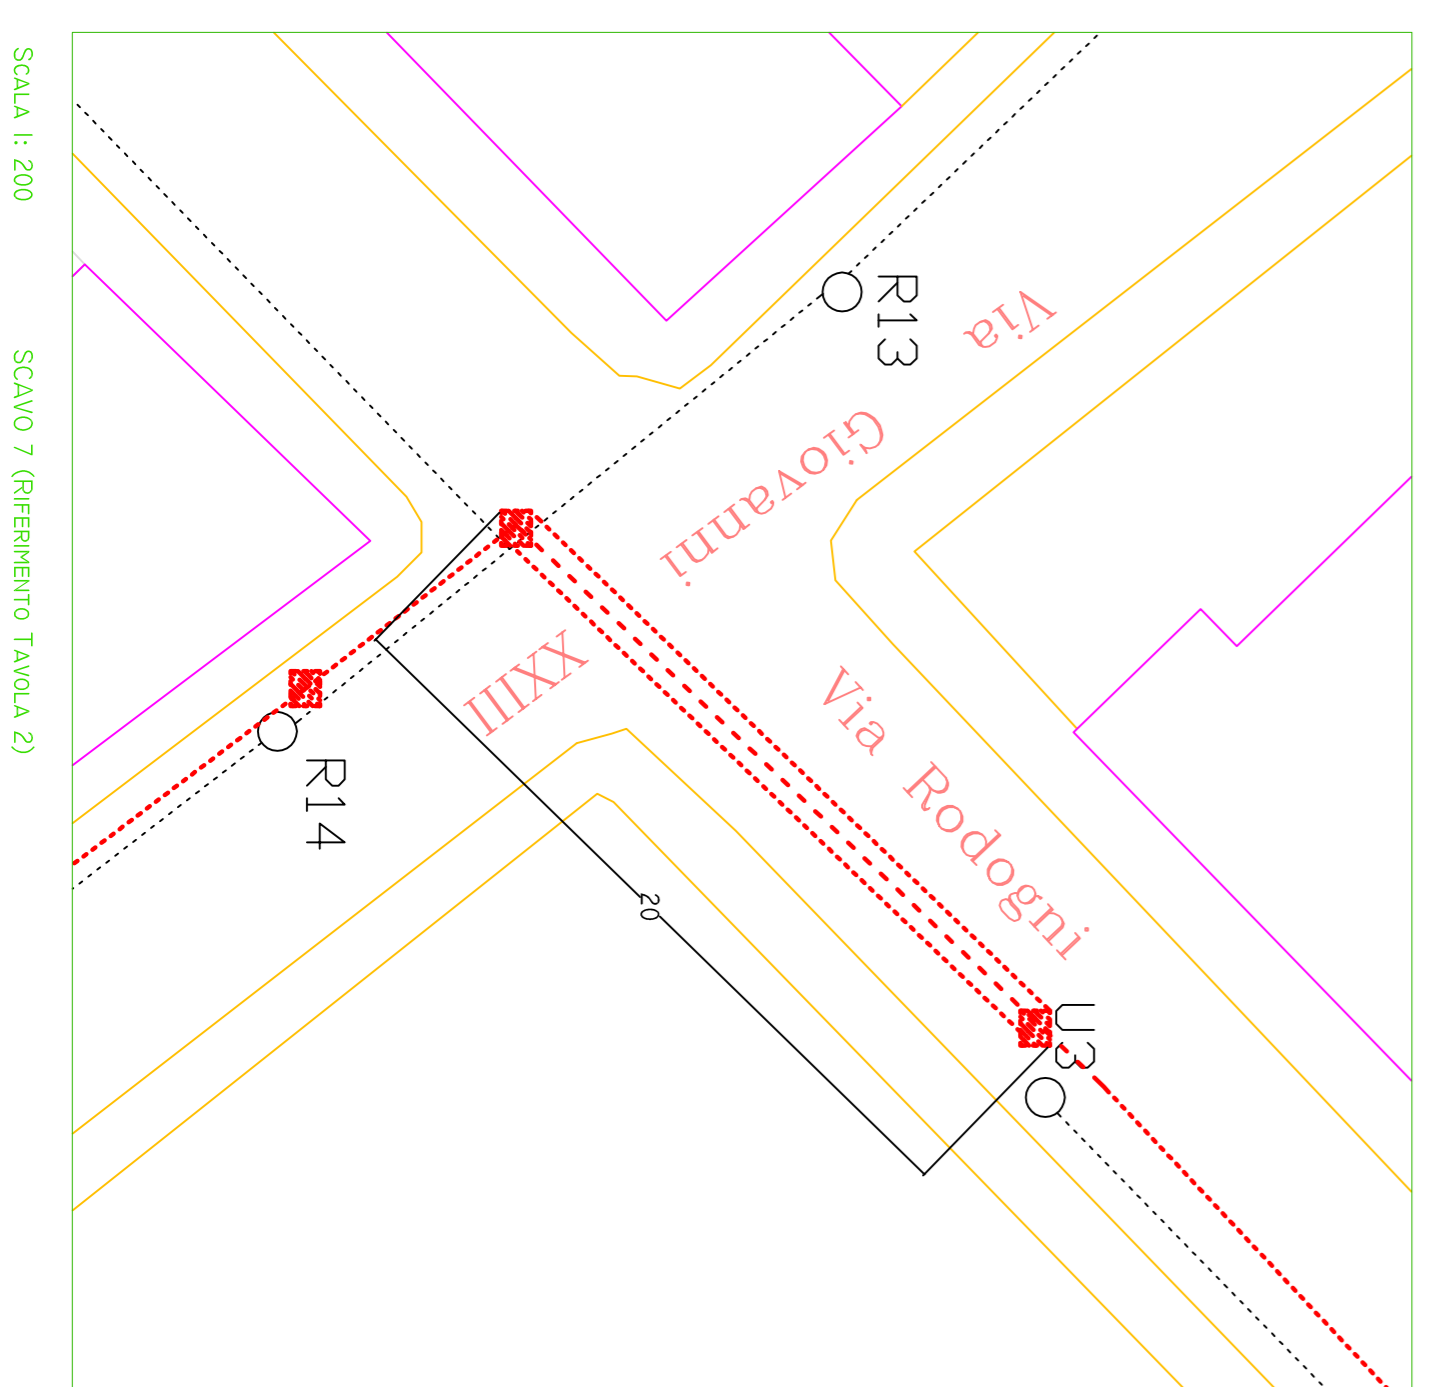 SCALA 1: 200
SCAVO 7 (RIFERIMENTO TAVOLA 2)
R13
Via
Giovanni
XXIII
Via Rodogni
R14
20
U3